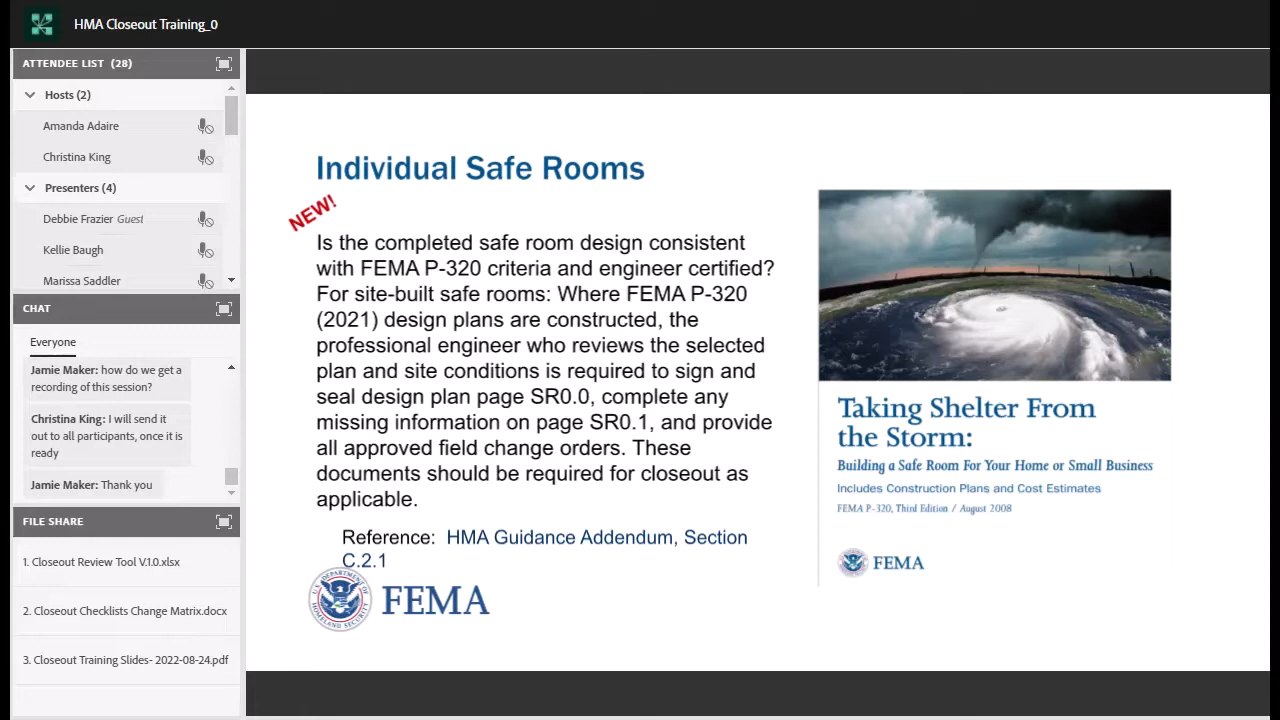 HMA Closeout Training_0
ATTENDEE LIST (28)
Hosts (2)
Amanda Adaire
Christina King
Presenters (4)
Debbie Frazier Guest
Kellie Baugh
Marissa Saddler
CHAT
Everyone
Jamie Maker: how do we get a
recording of this session?
Christina King: I will send it
out to all participants, once it is
ready
Jamie Maker: Thank you
FILE SHARE
1. Closeout Review Tool V.1.0.xlsx
2. Closeout Checklists Change Matrix.docx
3. Closeout Training Slides- 2022-08-24.pdf
Individual Safe Rooms
NEW!
Is the completed safe room design consistent
with FEMA P-320 criteria and engineer certified?
For site-built safe rooms: Where FEMA P-320
(2021) design plans are constructed, the
professional engineer who reviews the selected
plan and site conditions is required to sign and
seal design plan page SR0.0, complete any
missing information on page SR0.1, and provide
all approved field change orders. These
documents should be required for closeout as
applicable.
Reference: HMA Guidance Addendum, Section
C.2.1
U.S. DEPARTMENT OF
HOMELAND SECURITY
FEMA
Taking Shelter From
the Storm:
Building a Safe Room For Your Home or Small Business
Includes Construction Plans and Cost Estimates
FEMA P-320, Third Edition / August 2008
FEMA